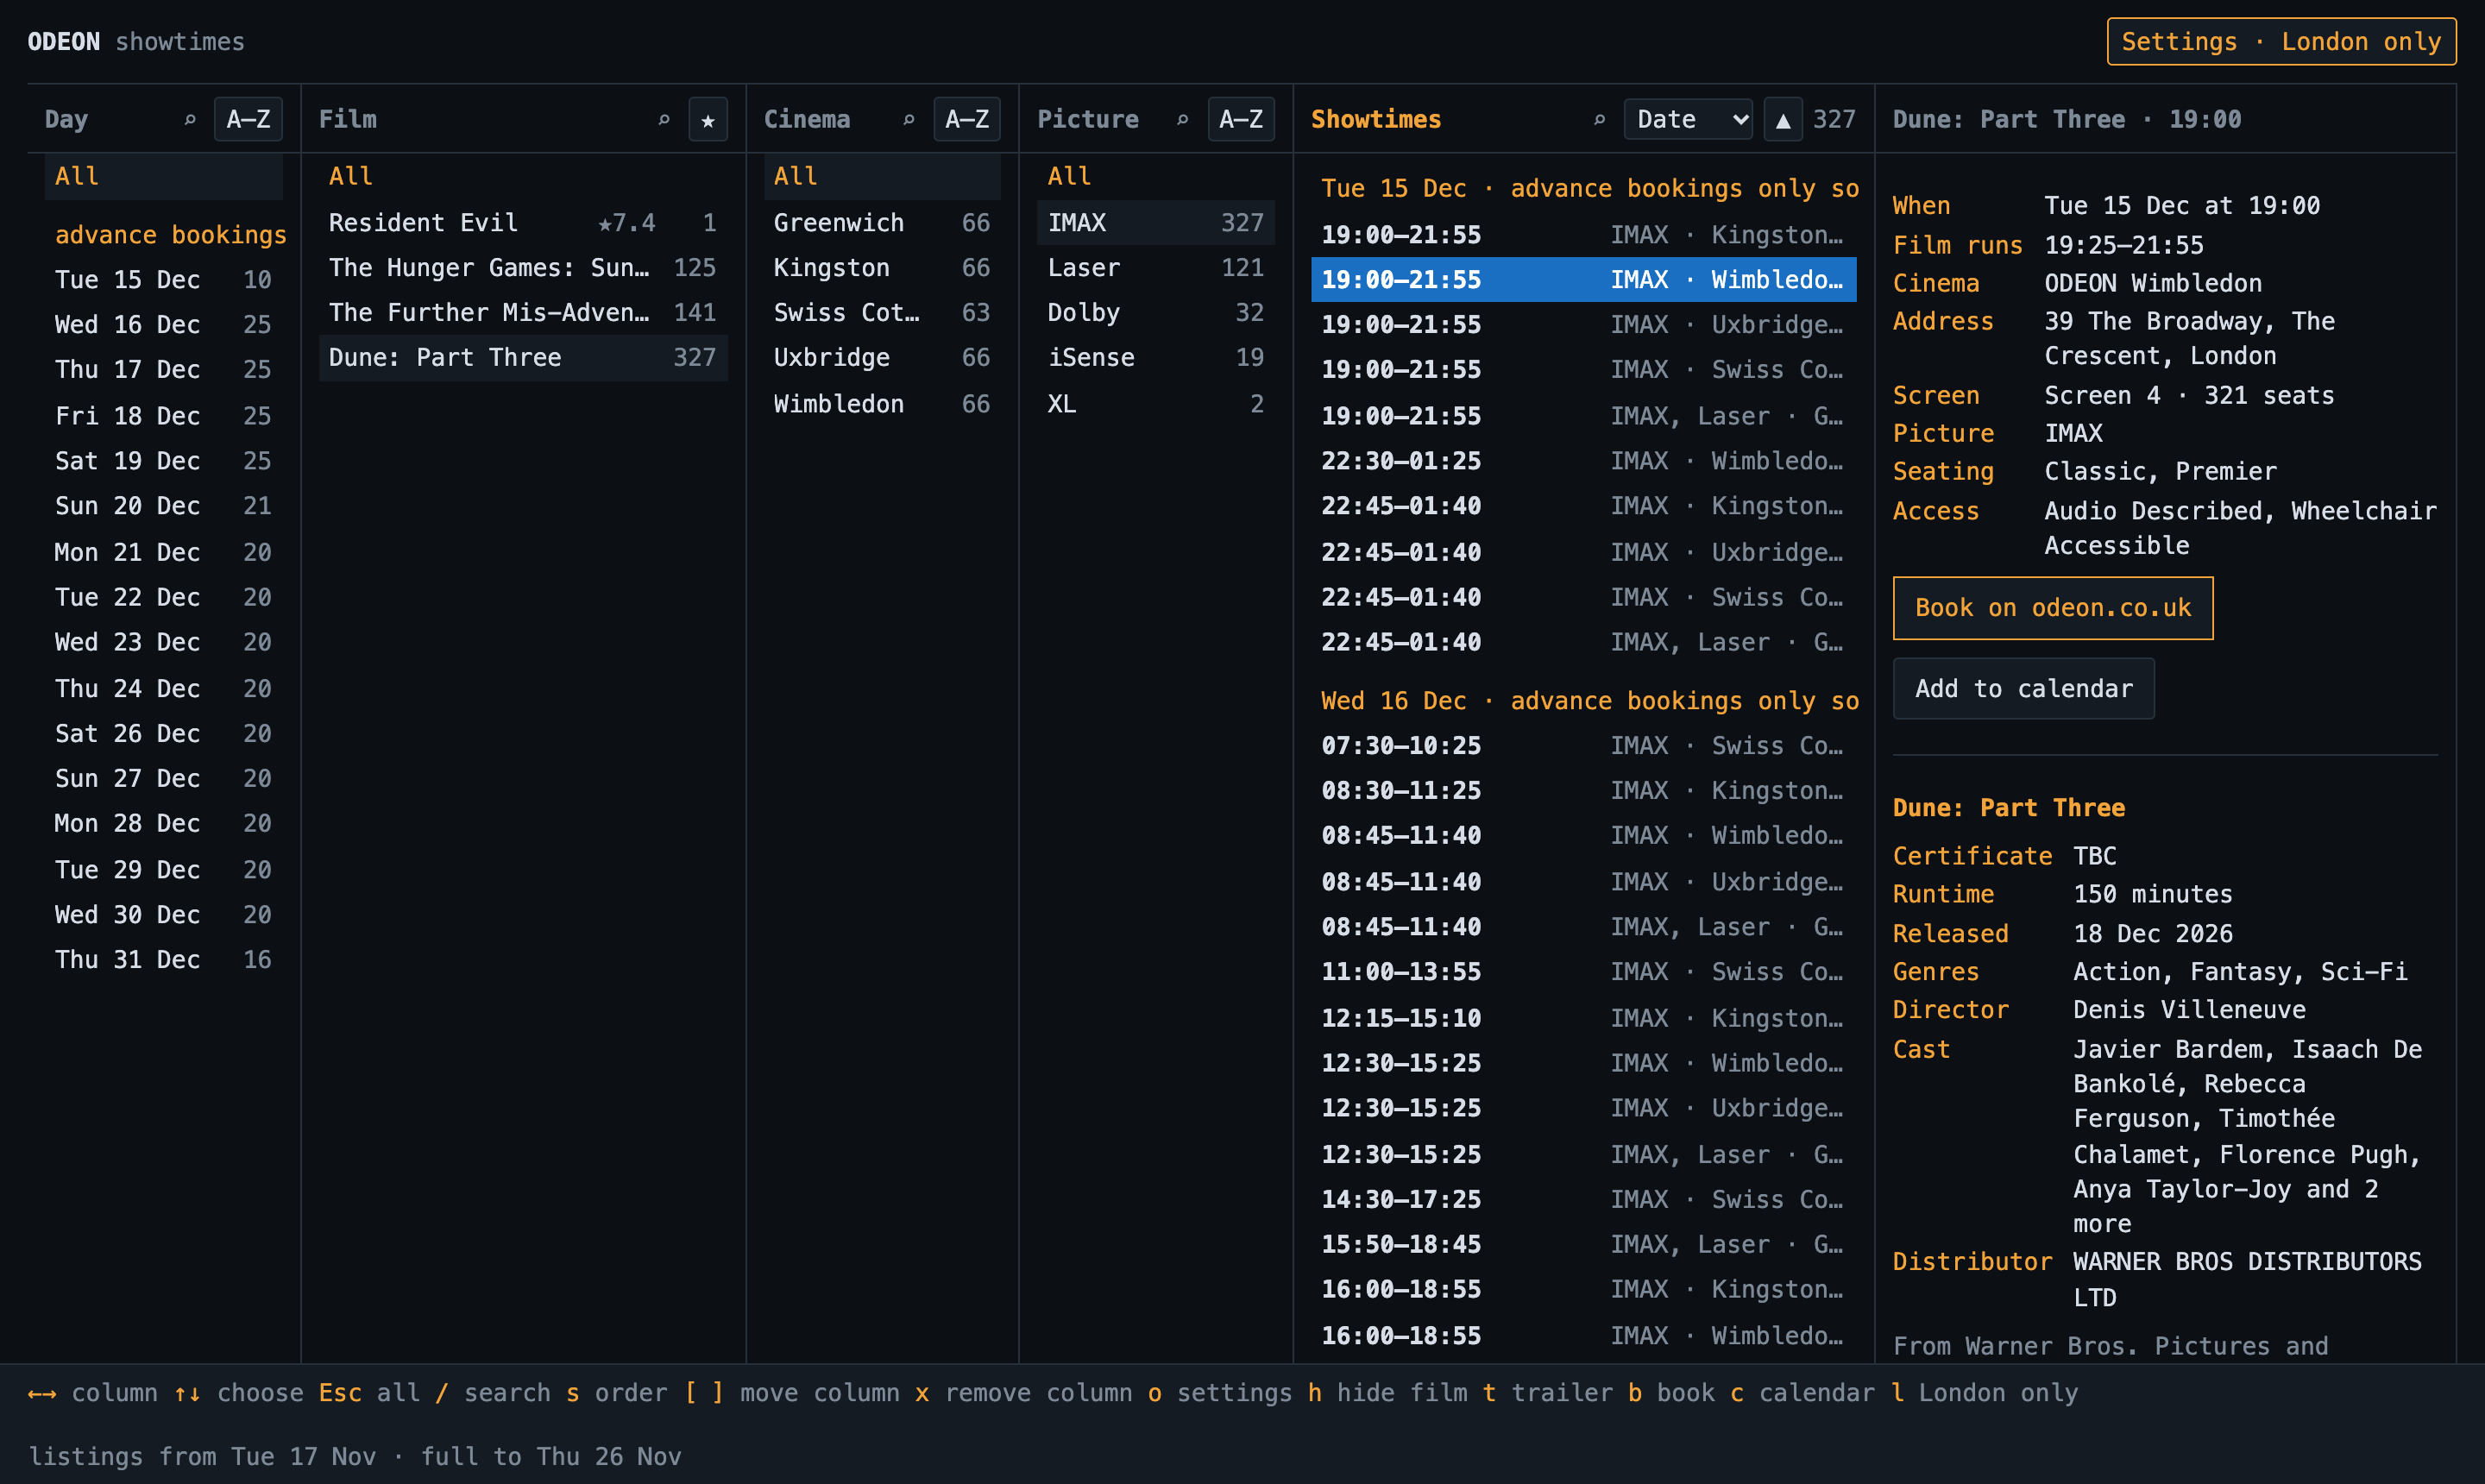 ODEON showtimes
Settings · London only
Day ⌕ A–Z
All
advance bookings
Tue 15 Dec 10
Wed 16 Dec 25
Thu 17 Dec 25
Fri 18 Dec 25
Sat 19 Dec 25
Sun 20 Dec 21
Mon 21 Dec 20
Tue 22 Dec 20
Wed 23 Dec 20
Thu 24 Dec 20
Sat 26 Dec 20
Sun 27 Dec 20
Mon 28 Dec 20
Tue 29 Dec 20
Wed 30 Dec 20
Thu 31 Dec 16
Film ⌕ ★
All
Resident Evil ★7.4 1
The Hunger Games: Sun… 125
The Further Mis-Adven… 141
Dune: Part Three 327
Cinema ⌕ A–Z
All
Greenwich 66
Kingston 66
Swiss Cot… 63
Uxbridge 66
Wimbledon 66
Picture ⌕ A–Z
All
IMAX 327
Laser 121
Dolby 32
iSense 19
XL 2
Showtimes ⌕ Date ▲ 327
Tue 15 Dec · advance bookings only so
19:00–21:55 IMAX · Kingston…
19:00–21:55 IMAX · Wimbledo…
19:00–21:55 IMAX · Uxbridge…
19:00–21:55 IMAX · Swiss Co…
19:00–21:55 IMAX, Laser · G…
22:30–01:25 IMAX · Wimbledo…
22:45–01:40 IMAX · Kingston…
22:45–01:40 IMAX · Uxbridge…
22:45–01:40 IMAX · Swiss Co…
22:45–01:40 IMAX, Laser · G…
Wed 16 Dec · advance bookings only so
07:30–10:25 IMAX · Swiss Co…
08:30–11:25 IMAX · Kingston…
08:45–11:40 IMAX · Wimbledo…
08:45–11:40 IMAX · Uxbridge…
08:45–11:40 IMAX, Laser · G…
11:00–13:55 IMAX · Swiss Co…
12:15–15:10 IMAX · Kingston…
12:30–15:25 IMAX · Wimbledo…
12:30–15:25 IMAX · Uxbridge…
12:30–15:25 IMAX, Laser · G…
14:30–17:25 IMAX · Swiss Co…
15:50–18:45 IMAX, Laser · G…
16:00–18:55 IMAX · Kingston…
16:00–18:55 IMAX · Wimbledo…
Dune: Part Three · 19:00
When Tue 15 Dec at 19:00
Film runs 19:25–21:55
Cinema ODEON Wimbledon
Address 39 The Broadway, The
Crescent, London
Screen Screen 4 · 321 seats
Picture IMAX
Seating Classic, Premier
Access Audio Described, Wheelchair
Accessible
Book on odeon.co.uk
Add to calendar
Dune: Part Three
Certificate TBC
Runtime 150 minutes
Released 18 Dec 2026
Genres Action, Fantasy, Sci-Fi
Director Denis Villeneuve
Cast Javier Bardem, Isaach De
Bankolé, Rebecca
Ferguson, Timothée
Chalamet, Florence Pugh,
Anya Taylor-Joy and 2
more
Distributor WARNER BROS DISTRIBUTORS
LTD
From Warner Bros. Pictures and
←→ column ↑↓ choose Esc all / search s order [ ] move column x remove column o settings h hide film t trailer b book c calendar l London only
listings from Tue 17 Nov · full to Thu 26 Nov